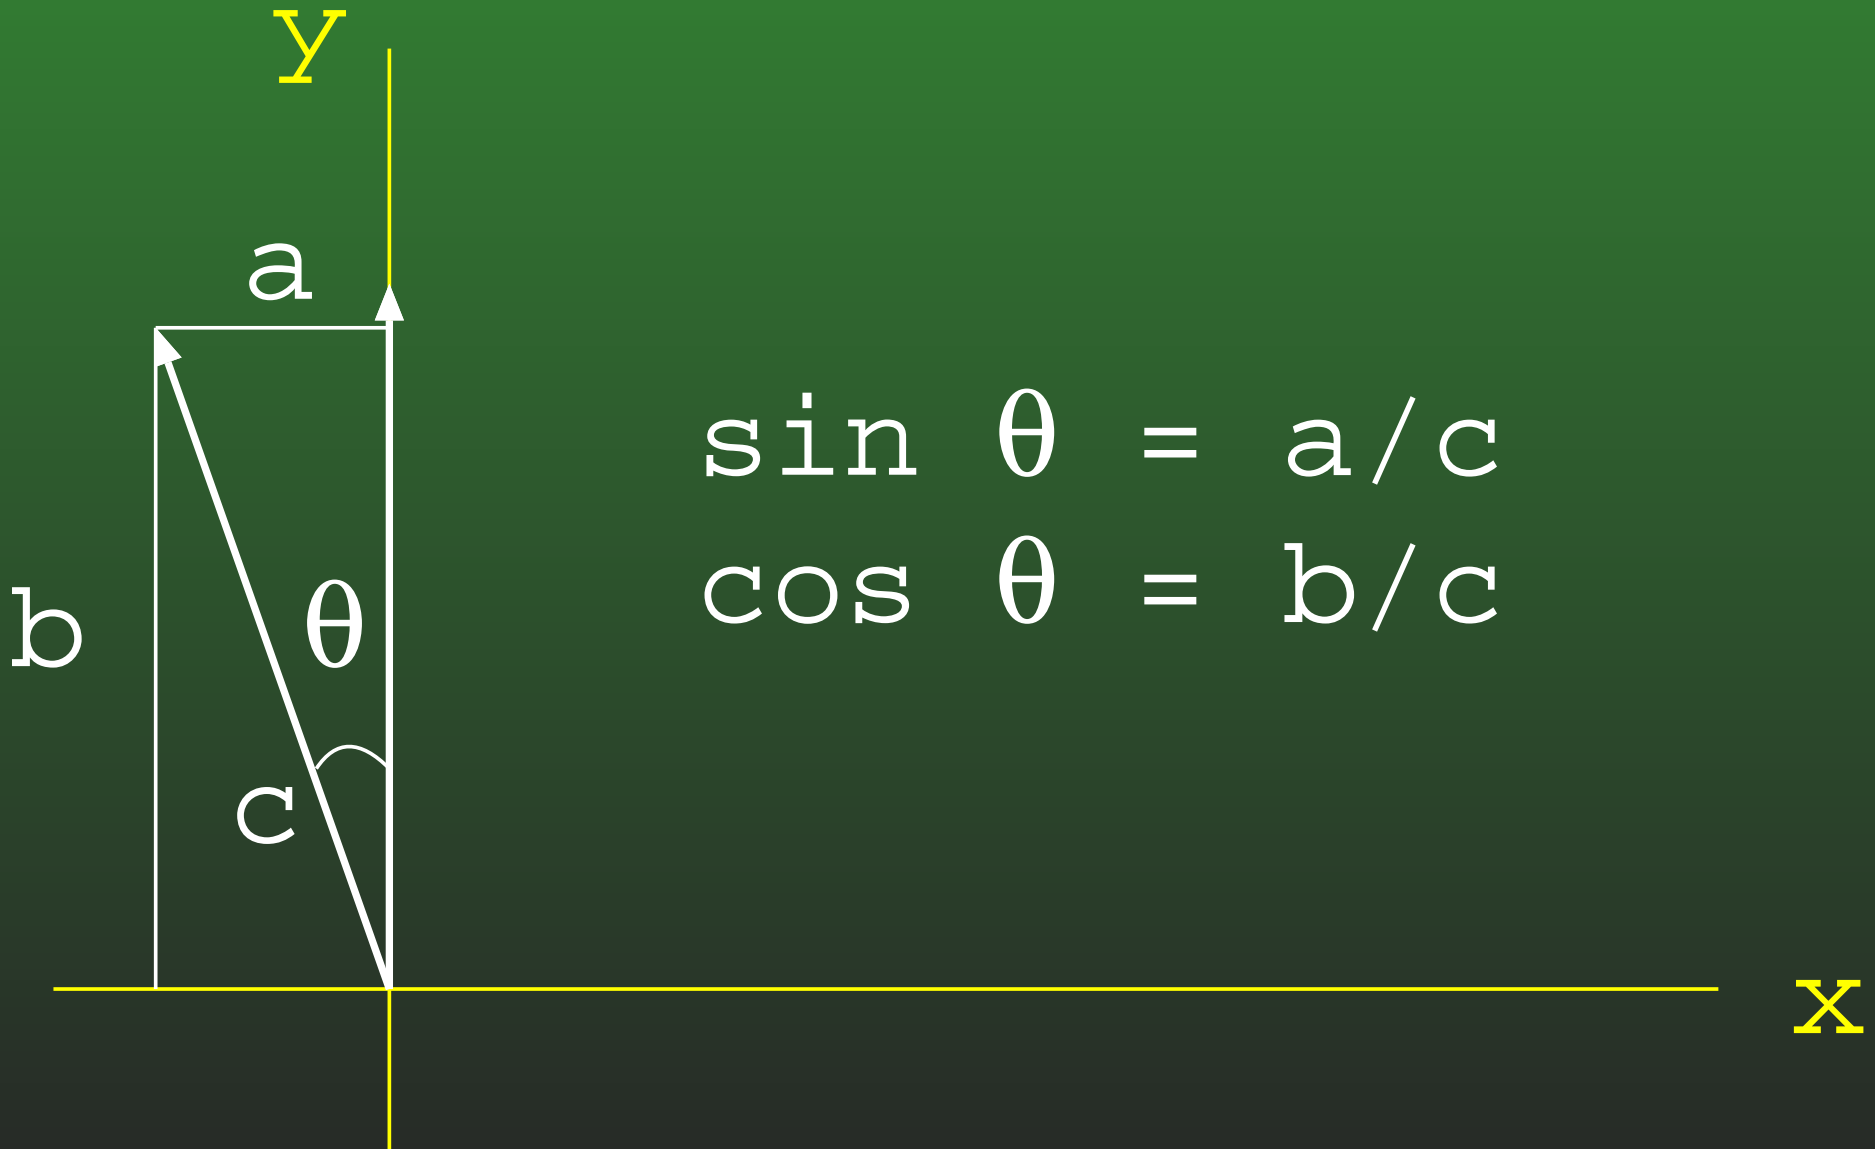 y
a
sin θ = a/c
cos θ = b/c
b
θ
c
x